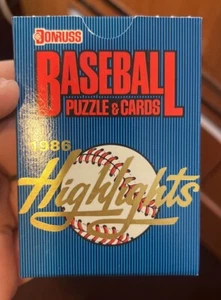 DONRUSS
BASEBALL
PUZZLE & CARDS
1986
Highlights